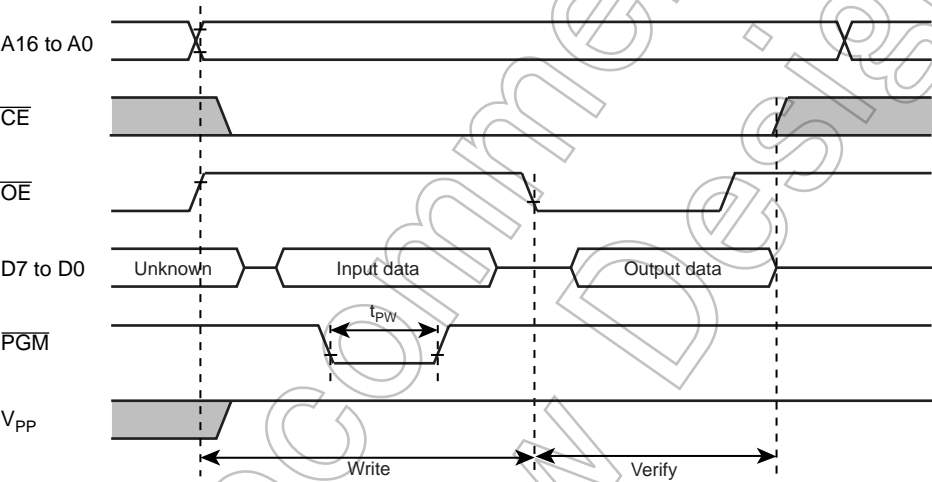 A16 to A0
CE
OE
D7 to D0 Unknown Input data Output data
tPW
PGM
VPP
Write Verify